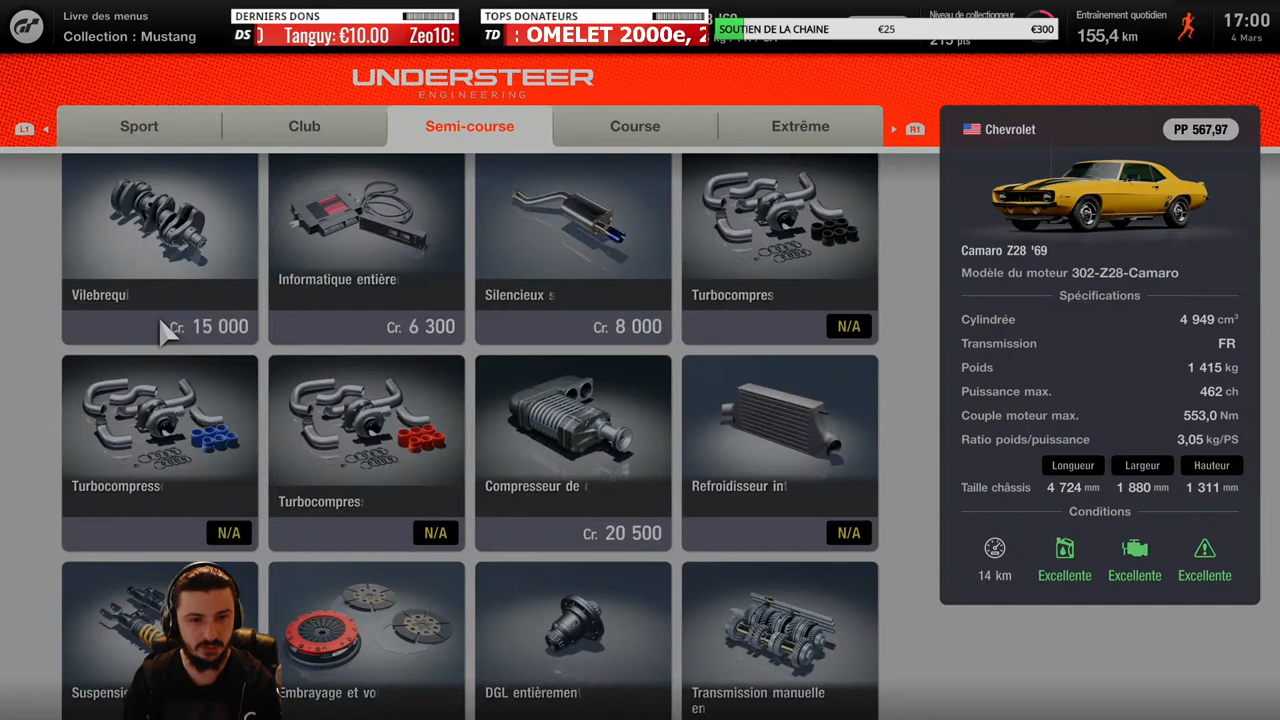 Livre des menus
Collection : Mustang
DERNIERS DONS
DS
Tanguy: €10.00 Zeo10:
TOPS DONATEURS
TD
: OMELET 2000e, 2
SOUTIEN DE LA CHAINE €25 €300
Niveau de collectionneur
215 pts
Entraînement quotidien
155,4 km
17:00
4 Mars
UNDERSTEER
ENGINEERING
L1
Sport
Club
Semi-course
Course
Extrême
R1
Vilebrequi
Cr. 15 000
Informatique entière
Cr. 6 300
Silencieux s
Cr. 8 000
Turbocompres
N/A
Turbocompress
N/A
Turbocompres
N/A
Compresseur de
Cr. 20 500
Refroidisseur in
N/A
Suspensi
Embrayage et vo
DGL entièremen
Transmission manuelle
en
Chevrolet
PP 567,97
Camaro Z28 '69
Modèle du moteur 302-Z28-Camaro
Spécifications
Cylindrée 4 949 cm³
Transmission FR
Poids 1 415 kg
Puissance max. 462 ch
Couple moteur max. 553,0 Nm
Ratio poids/puissance 3,05 kg/PS
Longueur Largeur Hauteur
Taille châssis 4 724 mm 1 880 mm 1 311 mm
Conditions
14 km Excellente Excellente Excellente